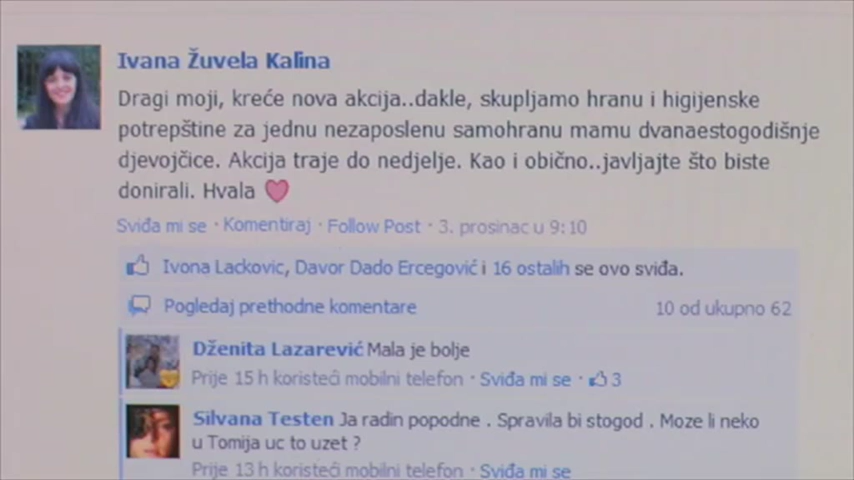 Ivana Žuvela Kalina
Dragi moji, kreće nova akcija..dakle, skupljamo hranu i higijenske
potrepštine za jednu nezaposlenu samohranu mamu dvanaestogodišnje
djevojčice. Akcija traje do nedjelje. Kao i obično..javljajte što biste
donirali. Hvala
Sviđa mi se · Komentiraj · Follow Post · 3. prosinac u 9:10
Ivona Lackovic, Davor Dado Ercegović i 16 ostalih se ovo sviđa.
Pogledaj prethodne komentare 10 od ukupno 62
Dženita Lazarević Mala je bolje
Prije 15 h koristeći mobilni telefon · Sviđa mi se · 3
Silvana Testen Ja radin popodne . Spravila bi stogod . Moze li neko
u Tomija uc to uzet ?
Prije 13 h koristeći mobilni telefon · Sviđa mi se